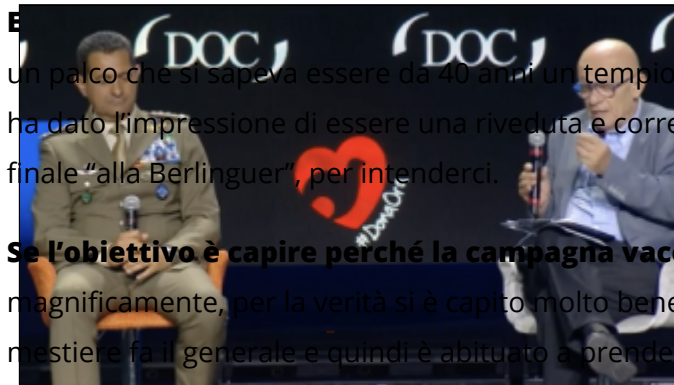 E
DOC DOC
un palco che si sapeva essere da 40 anni un tempio
ha dato l’impressione di essere una riveduta e corre
finale “alla Berlinguer”, per intenderci.
#DonaOr
Se l’obiettivo è capire perché la campagna vacc
magnificamente, per la verità si è capito molto bene
mestiere fa il generale e quindi è abituato a prende